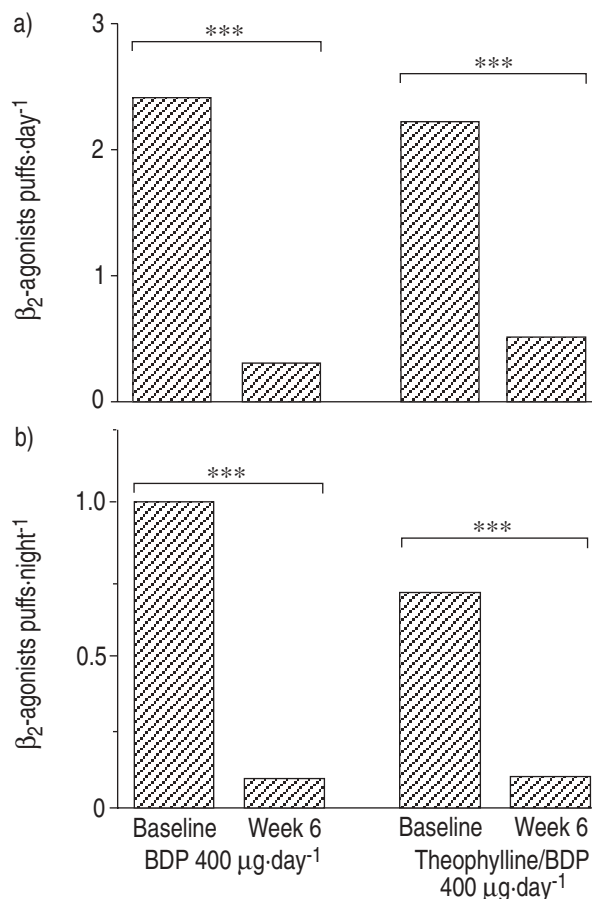 a)
β₂-agonists puffs·day⁻¹
3
2
1
0
***
***
b)
β₂-agonists puffs·night⁻¹
1.0
0.5
0
***
***
Baseline Week 6 Baseline Week 6
BDP 400 µg·day⁻¹ Theophylline/BDP
400 µg·day⁻¹